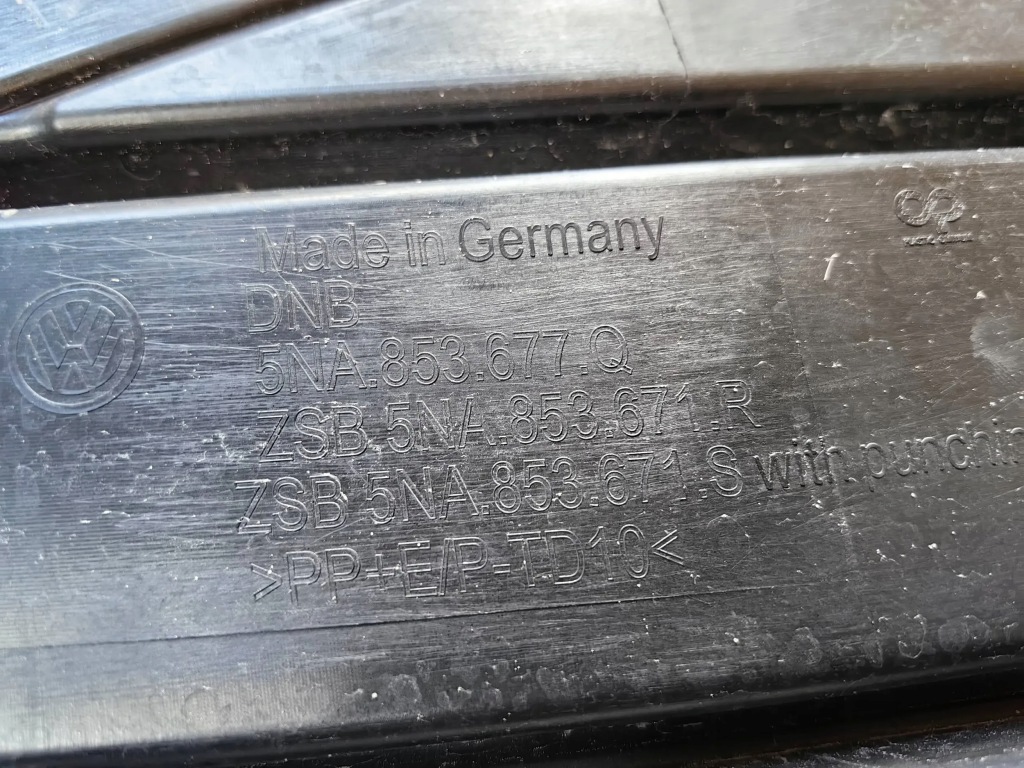 Made in Germany
DNB
5NA.853.677.Q
ZSB 5NA.853.671.R
ZSB 5NA.853.671.S with punchin
>PP+E/P-TD10<